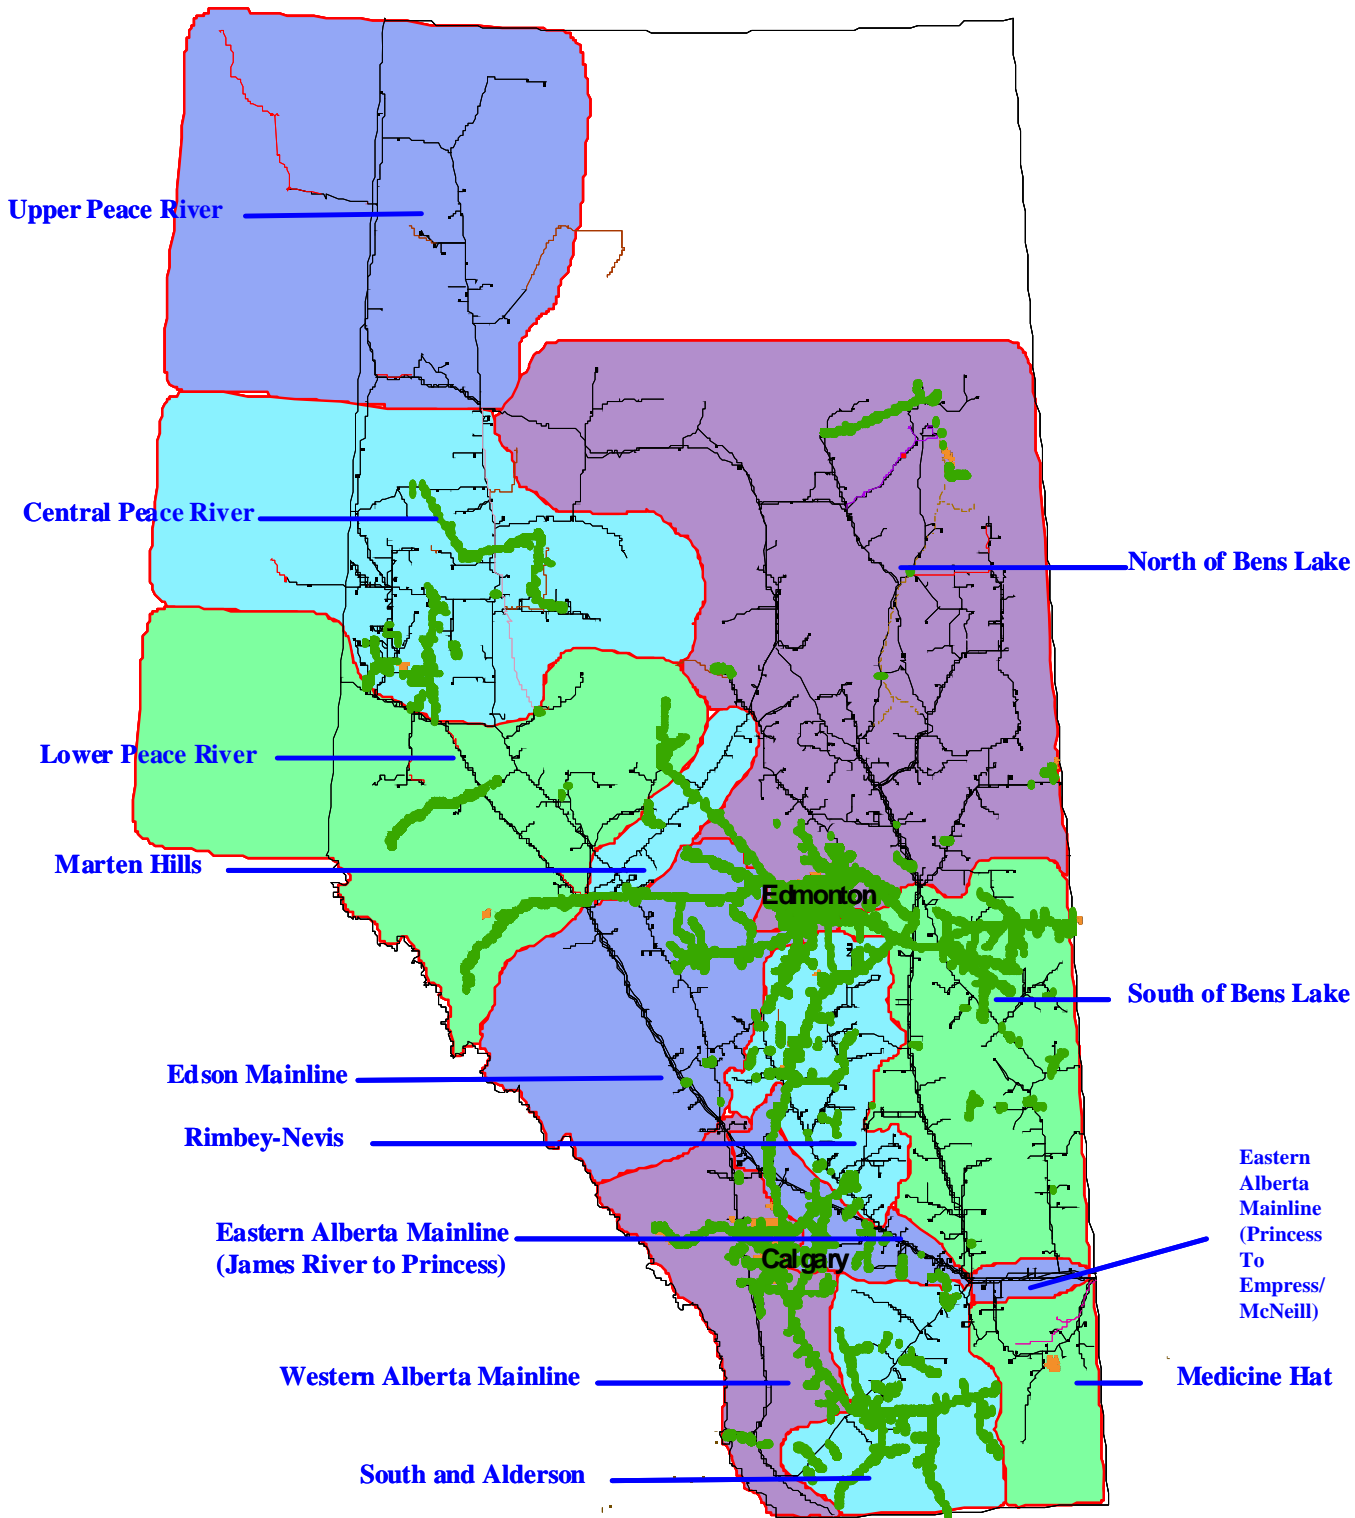 Upper Peace River
Central Peace River
North of Bens Lake
Lower Peace River
Marten Hills
Edmonton
South of Bens Lake
Edson Mainline
Rimbey-Nevis
Eastern
Alberta
Mainline
(Princess
To
Empress/
McNeill)
Eastern Alberta Mainline
(James River to Princess)
Calgary
Western Alberta Mainline
Medicine Hat
South and Alderson